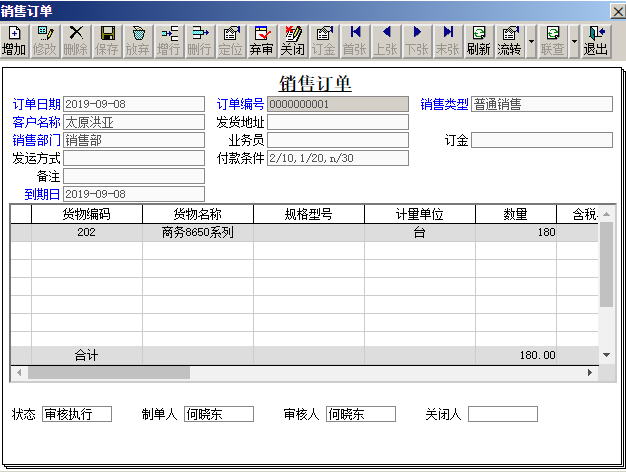 销售订单
增加 修改 删除 保存 放弃 增行 删行 定位 弃审 关闭 订金 首张 上张 下张 末张 刷新 流转 联查 退出
销售订单
订单日期 2019-09-08 订单编号 0000000001 销售类型 普通销售
客户名称 太原洪亚 发货地址
销售部门 销售部 业务员 订金
发运方式 付款条件 2/10,1/20,n/30
备注
到期日 2019-09-08
货物编码 货物名称 规格型号 计量单位 数量 含税
202 商务8650系列 台 180
合计 180.00
状态 审核执行 制单人 何晓东 审核人 何晓东 关闭人